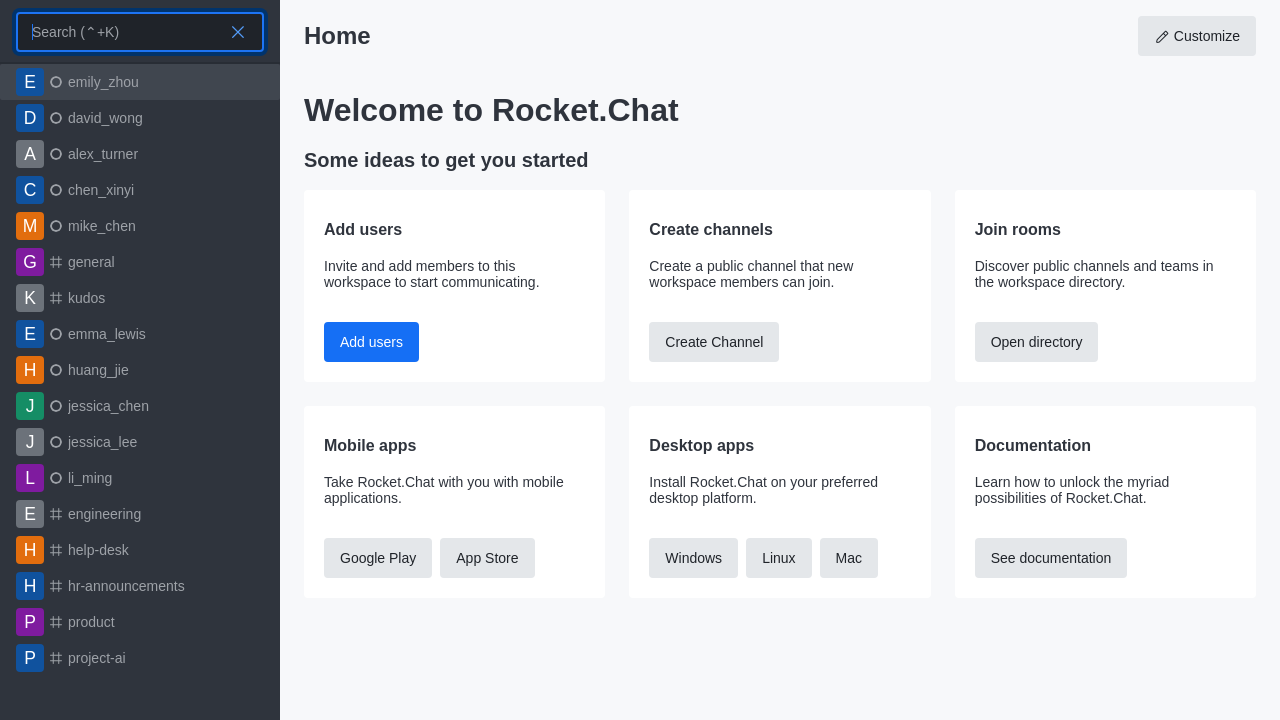 Search (⌃+K)
E emily_zhou
D david_wong
A alex_turner
C chen_xinyi
M mike_chen
G general
K kudos
E emma_lewis
H huang_jie
J jessica_chen
J jessica_lee
L li_ming
E engineering
H help-desk
H hr-announcements
P product
P project-ai
Home
Customize
Welcome to Rocket.Chat
Some ideas to get you started
Add users
Invite and add members to this
workspace to start communicating.
Add users
Create channels
Create a public channel that new
workspace members can join.
Create Channel
Join rooms
Discover public channels and teams in
the workspace directory.
Open directory
Mobile apps
Take Rocket.Chat with you with mobile
applications.
Google Play App Store
Desktop apps
Install Rocket.Chat on your preferred
desktop platform.
Windows Linux Mac
Documentation
Learn how to unlock the myriad
possibilities of Rocket.Chat.
See documentation